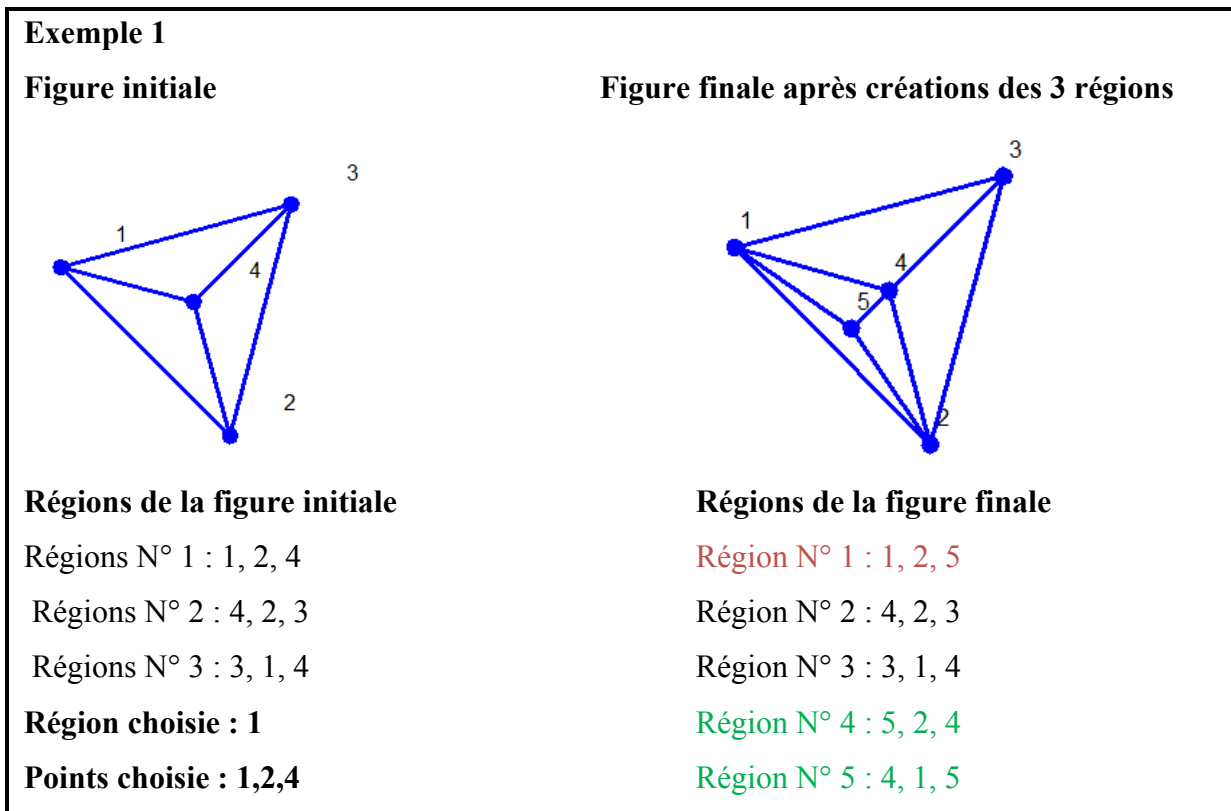 Exemple 1
Figure initiale Figure finale après créations des 3 régions
3
1
4
2
3
1
4
5
2
Régions de la figure initiale Régions de la figure finale
Régions N° 1 : 1, 2, 4 Région N° 1 : 1, 2, 5
Régions N° 2 : 4, 2, 3 Région N° 2 : 4, 2, 3
Régions N° 3 : 3, 1, 4 Région N° 3 : 3, 1, 4
Région choisie : 1 Région N° 4 : 5, 2, 4
Points choisie : 1,2,4 Région N° 5 : 4, 1, 5